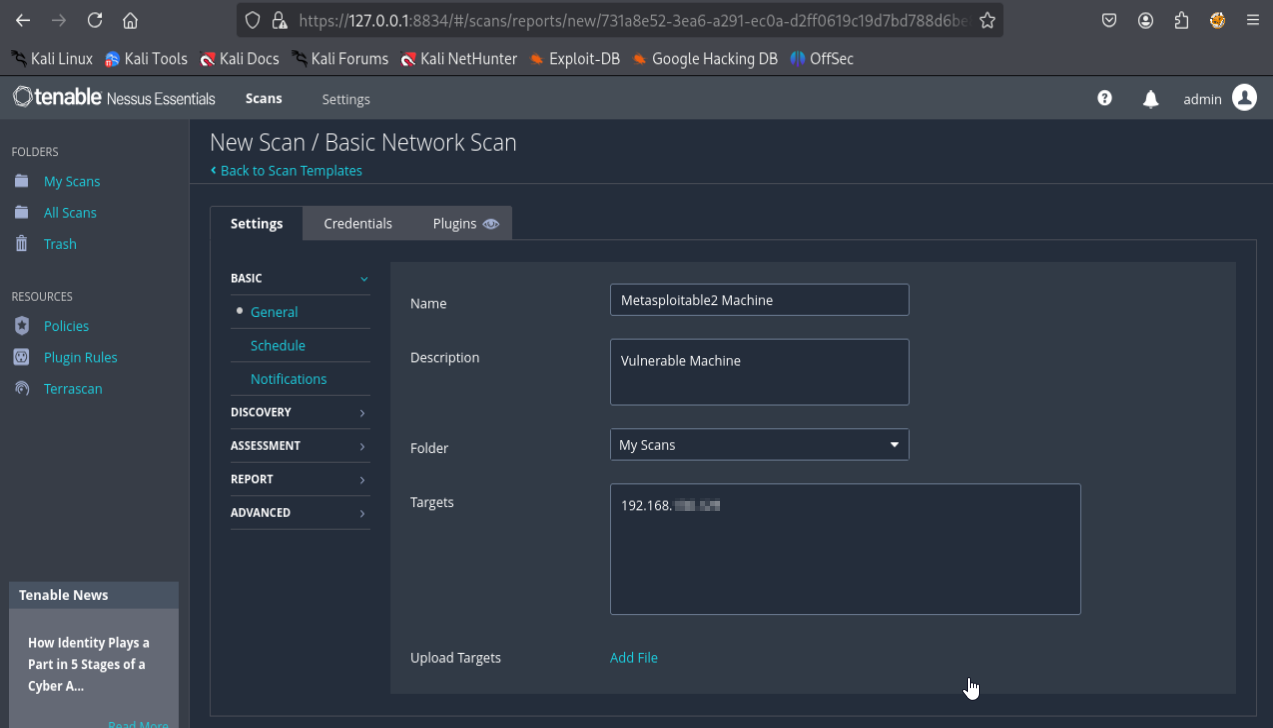 https://127.0.0.1:8834/#/scans/reports/new/731a8e52-3ea6-a291-ec0a-d2ff0619c19d7bd788d6be
Kali Linux Kali Tools Kali Docs Kali Forums Kali NetHunter Exploit-DB Google Hacking DB OffSec
tenable Nessus Essentials Scans Settings admin
FOLDERS
My Scans
All Scans
Trash
RESOURCES
Policies
Plugin Rules
Terrascan
Tenable News
How Identity Plays a
Part in 5 Stages of a
Cyber A...
Read More
New Scan / Basic Network Scan
Back to Scan Templates
Settings Credentials Plugins
BASIC
General
Schedule
Notifications
DISCOVERY
ASSESSMENT
REPORT
ADVANCED
Name Metasploitable2 Machine
Description Vulnerable Machine
Folder My Scans
Targets 192.168.
Upload Targets Add File